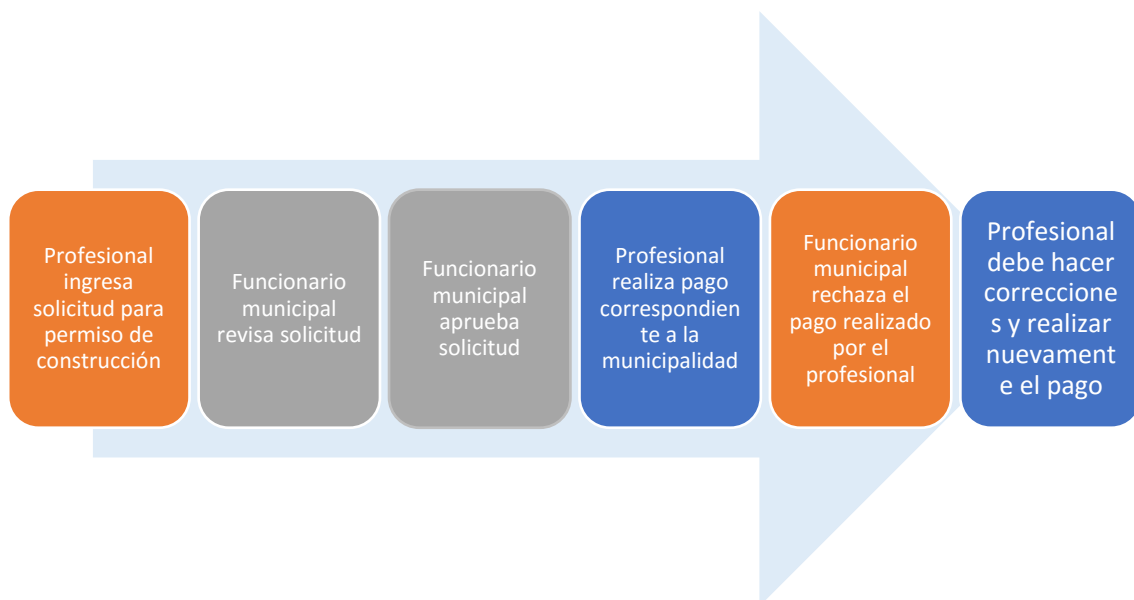 Profesional
ingresa
solicitud para
permiso de
construcción
Funcionario
municipal
revisa solicitud
Funcionario
municipal
aprueba
solicitud
Profesional
realiza pago
correspondien
te a la
municipalidad
Funcionario
municipal
rechaza el
pago realizado
por el
profesional
Profesional
debe hacer
correccione
s y realizar
nuevament
e el pago